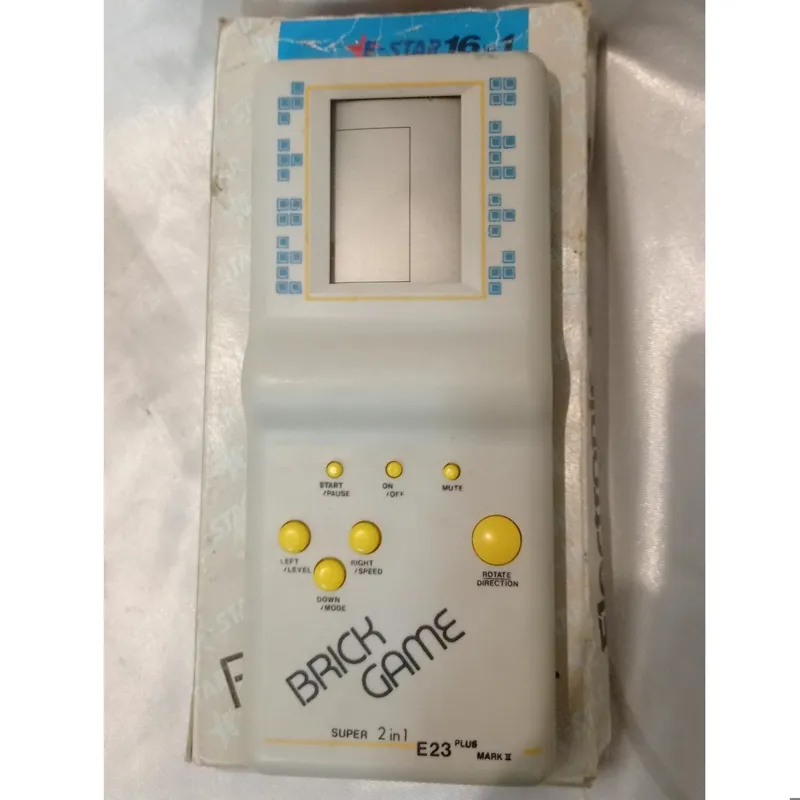 E-STAR 16 in 1
START
/PAUSE
ON
/OFF
MUTE
LEFT
/LEVEL
RIGHT
/SPEED
DOWN
/MODE
ROTATE
DIRECTION
BRICK
GAME
SUPER 2 in 1
E23 PLUS
MARK II